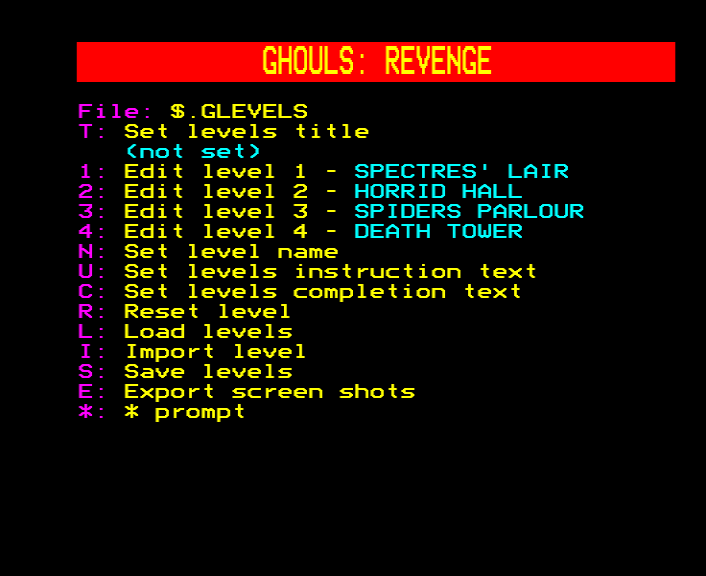 GHOULS: REVENGE
File: $.GLEVELS
T: Set levels title
(not set)
1: Edit level 1 - SPECTRES' LAIR
2: Edit level 2 - HORRID HALL
3: Edit level 3 - SPIDERS PARLOUR
4: Edit level 4 - DEATH TOWER
N: Set level name
U: Set levels instruction text
C: Set levels completion text
R: Reset level
L: Load levels
I: Import level
S: Save levels
E: Export screen shots
*: * prompt